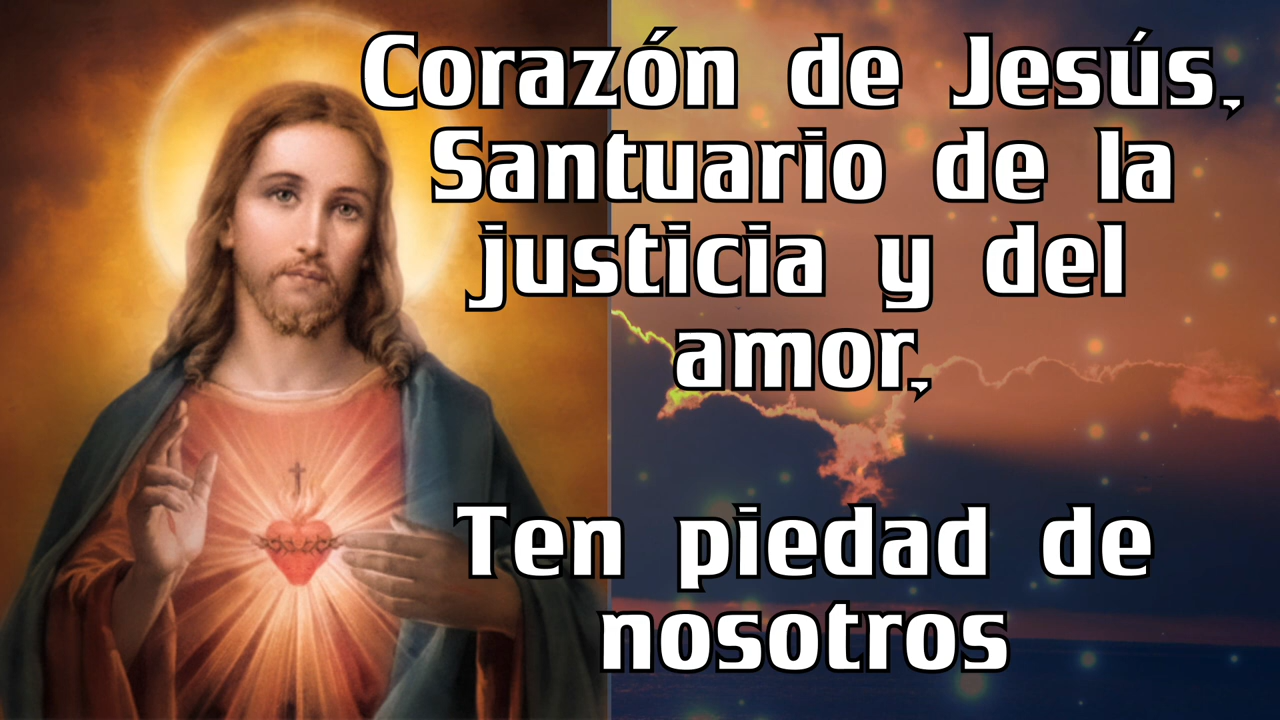 Corazón de Jesús,
Santuario de la
justicia y del
amor,
Ten piedad de
nosotros